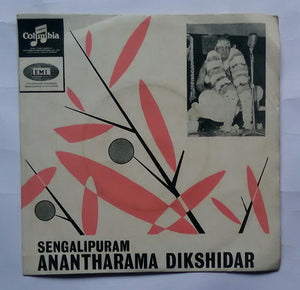 Columbia
EMI
SENGALIPURAM
ANANTHARAMA DIKSHIDAR